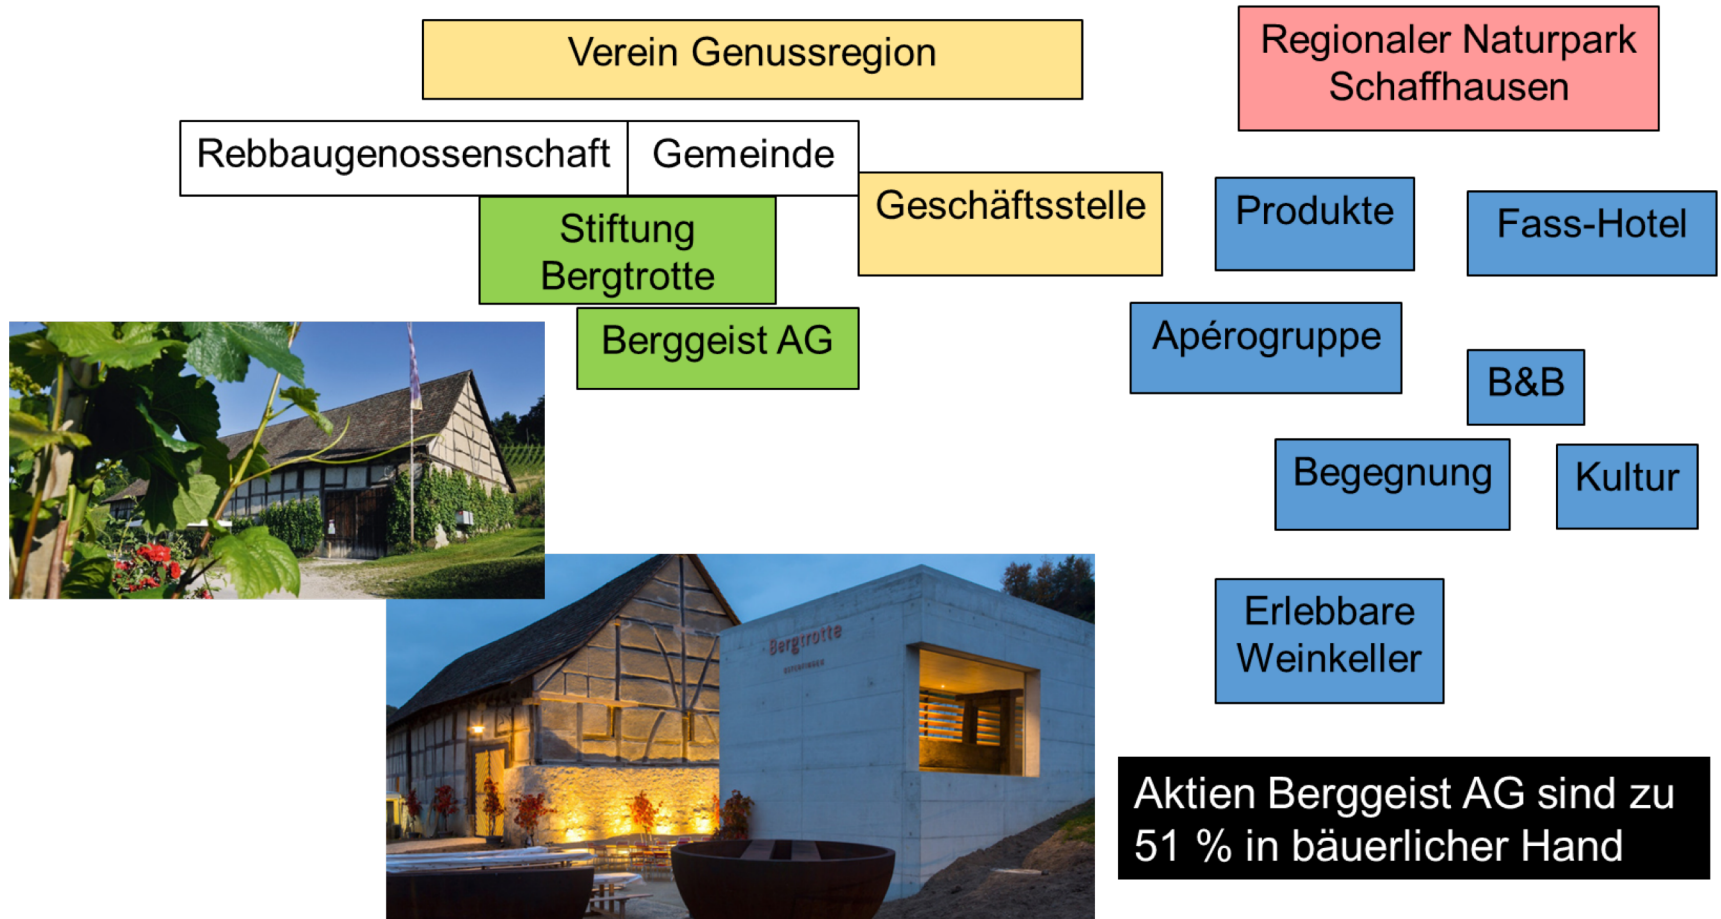 Verein Genussregion
Regionaler Naturpark
Schaffhausen
Rebbaugenossenschaft
Gemeinde
Geschäftsstelle
Produkte
Fass-Hotel
Stiftung
Bergtrotte
Berggeist AG
Apérogruppe
B&B
Begegnung
Kultur
Erlebbare
Weinkeller
Bergtrotte
OSTERFINGEN
Aktien Berggeist AG sind zu
51 % in bäuerlicher Hand